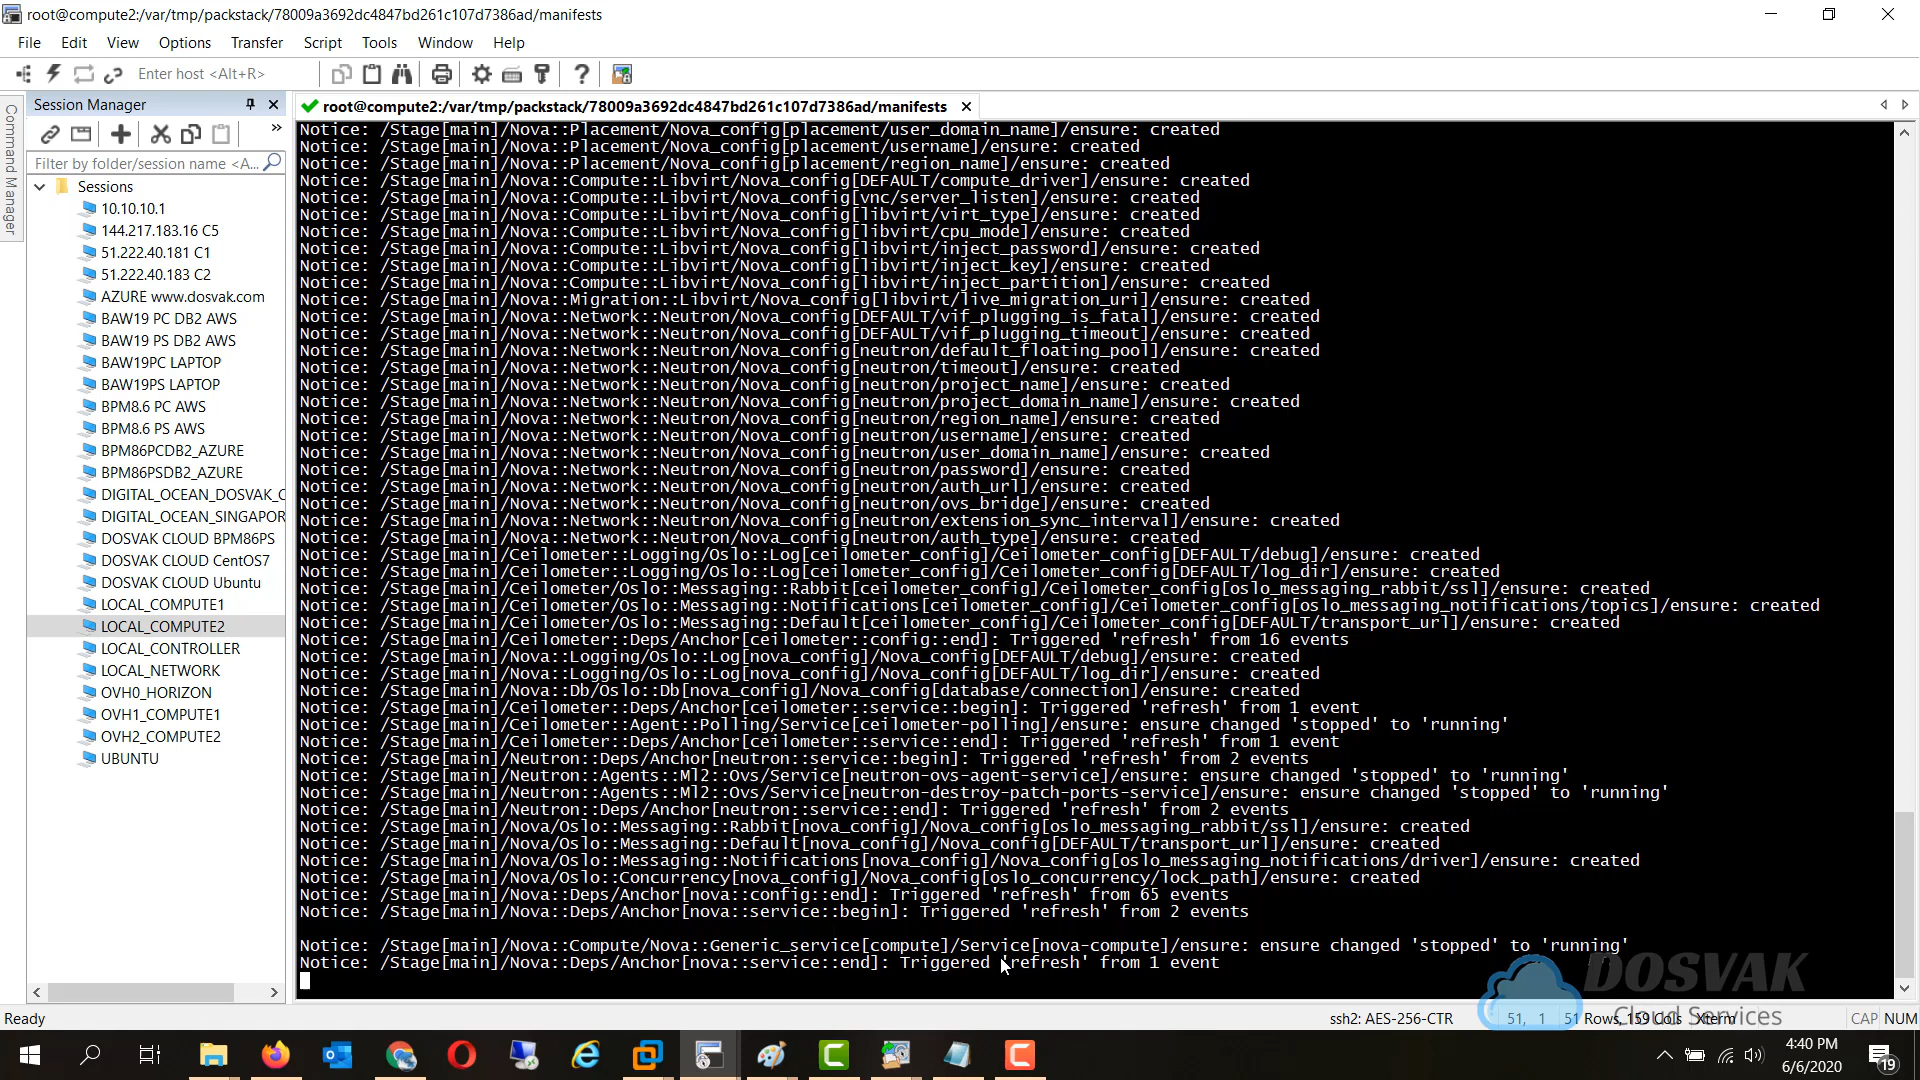 root@compute2:/var/tmp/packstack/78009a3692dc4847bd261c107d7386ad/manifests
File Edit View Options Transfer Script Tools Window Help
Enter host <Alt+R>
Command Manager
Session Manager
root@compute2:/var/tmp/packstack/78009a3692dc4847bd261c107d7386ad/manifests
Filter by folder/session name <A...
Sessions
10.10.10.1
144.217.183.16 C5
51.222.40.181 C1
51.222.40.183 C2
AZURE www.dosvak.com
BAW19 PC DB2 AWS
BAW19 PS DB2 AWS
BAW19PC LAPTOP
BAW19PS LAPTOP
BPM8.6 PC AWS
BPM8.6 PS AWS
BPM86PCDB2_AZURE
BPM86PSDB2_AZURE
DIGITAL_OCEAN_DOSVAK_C
DIGITAL_OCEAN_SINGAPOR
DOSVAK CLOUD BPM86PS
DOSVAK CLOUD CentOS7
DOSVAK CLOUD Ubuntu
LOCAL_COMPUTE1
LOCAL_COMPUTE2
LOCAL_CONTROLLER
LOCAL_NETWORK
OVH0_HORIZON
OVH1_COMPUTE1
OVH2_COMPUTE2
UBUNTU
Notice: /Stage[main]/Nova::Placement/Nova_config[placement/user_domain_name]/ensure: created
Notice: /Stage[main]/Nova::Placement/Nova_config[placement/username]/ensure: created
Notice: /Stage[main]/Nova::Placement/Nova_config[placement/region_name]/ensure: created
Notice: /Stage[main]/Nova::Compute::Libvirt/Nova_config[DEFAULT/compute_driver]/ensure: created
Notice: /Stage[main]/Nova::Compute::Libvirt/Nova_config[vnc/server_listen]/ensure: created
Notice: /Stage[main]/Nova::Compute::Libvirt/Nova_config[libvirt/virt_type]/ensure: created
Notice: /Stage[main]/Nova::Compute::Libvirt/Nova_config[libvirt/cpu_mode]/ensure: created
Notice: /Stage[main]/Nova::Compute::Libvirt/Nova_config[libvirt/inject_password]/ensure: created
Notice: /Stage[main]/Nova::Compute::Libvirt/Nova_config[libvirt/inject_key]/ensure: created
Notice: /Stage[main]/Nova::Compute::Libvirt/Nova_config[libvirt/inject_partition]/ensure: created
Notice: /Stage[main]/Nova::Migration::Libvirt/Nova_config[libvirt/live_migration_uri]/ensure: created
Notice: /Stage[main]/Nova::Network::Neutron/Nova_config[DEFAULT/vif_plugging_is_fatal]/ensure: created
Notice: /Stage[main]/Nova::Network::Neutron/Nova_config[DEFAULT/vif_plugging_timeout]/ensure: created
Notice: /Stage[main]/Nova::Network::Neutron/Nova_config[neutron/default_floating_pool]/ensure: created
Notice: /Stage[main]/Nova::Network::Neutron/Nova_config[neutron/timeout]/ensure: created
Notice: /Stage[main]/Nova::Network::Neutron/Nova_config[neutron/project_name]/ensure: created
Notice: /Stage[main]/Nova::Network::Neutron/Nova_config[neutron/project_domain_name]/ensure: created
Notice: /Stage[main]/Nova::Network::Neutron/Nova_config[neutron/region_name]/ensure: created
Notice: /Stage[main]/Nova::Network::Neutron/Nova_config[neutron/username]/ensure: created
Notice: /Stage[main]/Nova::Network::Neutron/Nova_config[neutron/user_domain_name]/ensure: created
Notice: /Stage[main]/Nova::Network::Neutron/Nova_config[neutron/password]/ensure: created
Notice: /Stage[main]/Nova::Network::Neutron/Nova_config[neutron/auth_url]/ensure: created
Notice: /Stage[main]/Nova::Network::Neutron/Nova_config[neutron/ovs_bridge]/ensure: created
Notice: /Stage[main]/Nova::Network::Neutron/Nova_config[neutron/extension_sync_interval]/ensure: created
Notice: /Stage[main]/Nova::Network::Neutron/Nova_config[neutron/auth_type]/ensure: created
Notice: /Stage[main]/Ceilometer::Logging/Oslo::Log[ceilometer_config]/Ceilometer_config[DEFAULT/debug]/ensure: created
Notice: /Stage[main]/Ceilometer::Logging/Oslo::Log[ceilometer_config]/Ceilometer_config[DEFAULT/log_dir]/ensure: created
Notice: /Stage[main]/Ceilometer/Oslo::Messaging::Rabbit[ceilometer_config]/Ceilometer_config[oslo_messaging_rabbit/ssl]/ensure: created
Notice: /Stage[main]/Ceilometer/Oslo::Messaging::Notifications[ceilometer_config]/Ceilometer_config[oslo_messaging_notifications/topics]/ensure: created
Notice: /Stage[main]/Ceilometer/Oslo::Messaging::Default[ceilometer_config]/Ceilometer_config[DEFAULT/transport_url]/ensure: created
Notice: /Stage[main]/Ceilometer::Deps/Anchor[ceilometer::config::end]: Triggered 'refresh' from 16 events
Notice: /Stage[main]/Nova::Logging/Oslo::Log[nova_config]/Nova_config[DEFAULT/debug]/ensure: created
Notice: /Stage[main]/Nova::Logging/Oslo::Log[nova_config]/Nova_config[DEFAULT/log_dir]/ensure: created
Notice: /Stage[main]/Nova::Db/Oslo::Db[nova_config]/Nova_config[database/connection]/ensure: created
Notice: /Stage[main]/Ceilometer::Deps/Anchor[ceilometer::service::begin]: Triggered 'refresh' from 1 event
Notice: /Stage[main]/Ceilometer::Agent::Polling/Service[ceilometer-polling]/ensure: ensure changed 'stopped' to 'running'
Notice: /Stage[main]/Ceilometer::Deps/Anchor[ceilometer::service::end]: Triggered 'refresh' from 1 event
Notice: /Stage[main]/Neutron::Deps/Anchor[neutron::service::begin]: Triggered 'refresh' from 2 events
Notice: /Stage[main]/Neutron::Agents::Ml2::Ovs/Service[neutron-ovs-agent-service]/ensure: ensure changed 'stopped' to 'running'
Notice: /Stage[main]/Neutron::Agents::Ml2::Ovs/Service[neutron-destroy-patch-ports-service]/ensure: ensure changed 'stopped' to 'running'
Notice: /Stage[main]/Neutron::Deps/Anchor[neutron::service::end]: Triggered 'refresh' from 2 events
Notice: /Stage[main]/Nova/Oslo::Messaging::Rabbit[nova_config]/Nova_config[oslo_messaging_rabbit/ssl]/ensure: created
Notice: /Stage[main]/Nova/Oslo::Messaging::Default[nova_config]/Nova_config[DEFAULT/transport_url]/ensure: created
Notice: /Stage[main]/Nova/Oslo::Messaging::Notifications[nova_config]/Nova_config[oslo_messaging_notifications/driver]/ensure: created
Notice: /Stage[main]/Nova/Oslo::Concurrency[nova_config]/Nova_config[oslo_concurrency/lock_path]/ensure: created
Notice: /Stage[main]/Nova::Deps/Anchor[nova::config::end]: Triggered 'refresh' from 65 events
Notice: /Stage[main]/Nova::Deps/Anchor[nova::service::begin]: Triggered 'refresh' from 2 events
Notice: /Stage[main]/Nova::Compute/Nova::Generic_service[compute]/Service[nova-compute]/ensure: ensure changed 'stopped' to 'running'
Notice: /Stage[main]/Nova::Deps/Anchor[nova::service::end]: Triggered 'refresh' from 1 event
DOSVAK
Cloud Services
Ready
ssh2: AES-256-CTR 51, 1 51 Rows, 159 Cols Xterm CAP NUM
4:40 PM
6/6/2020
19